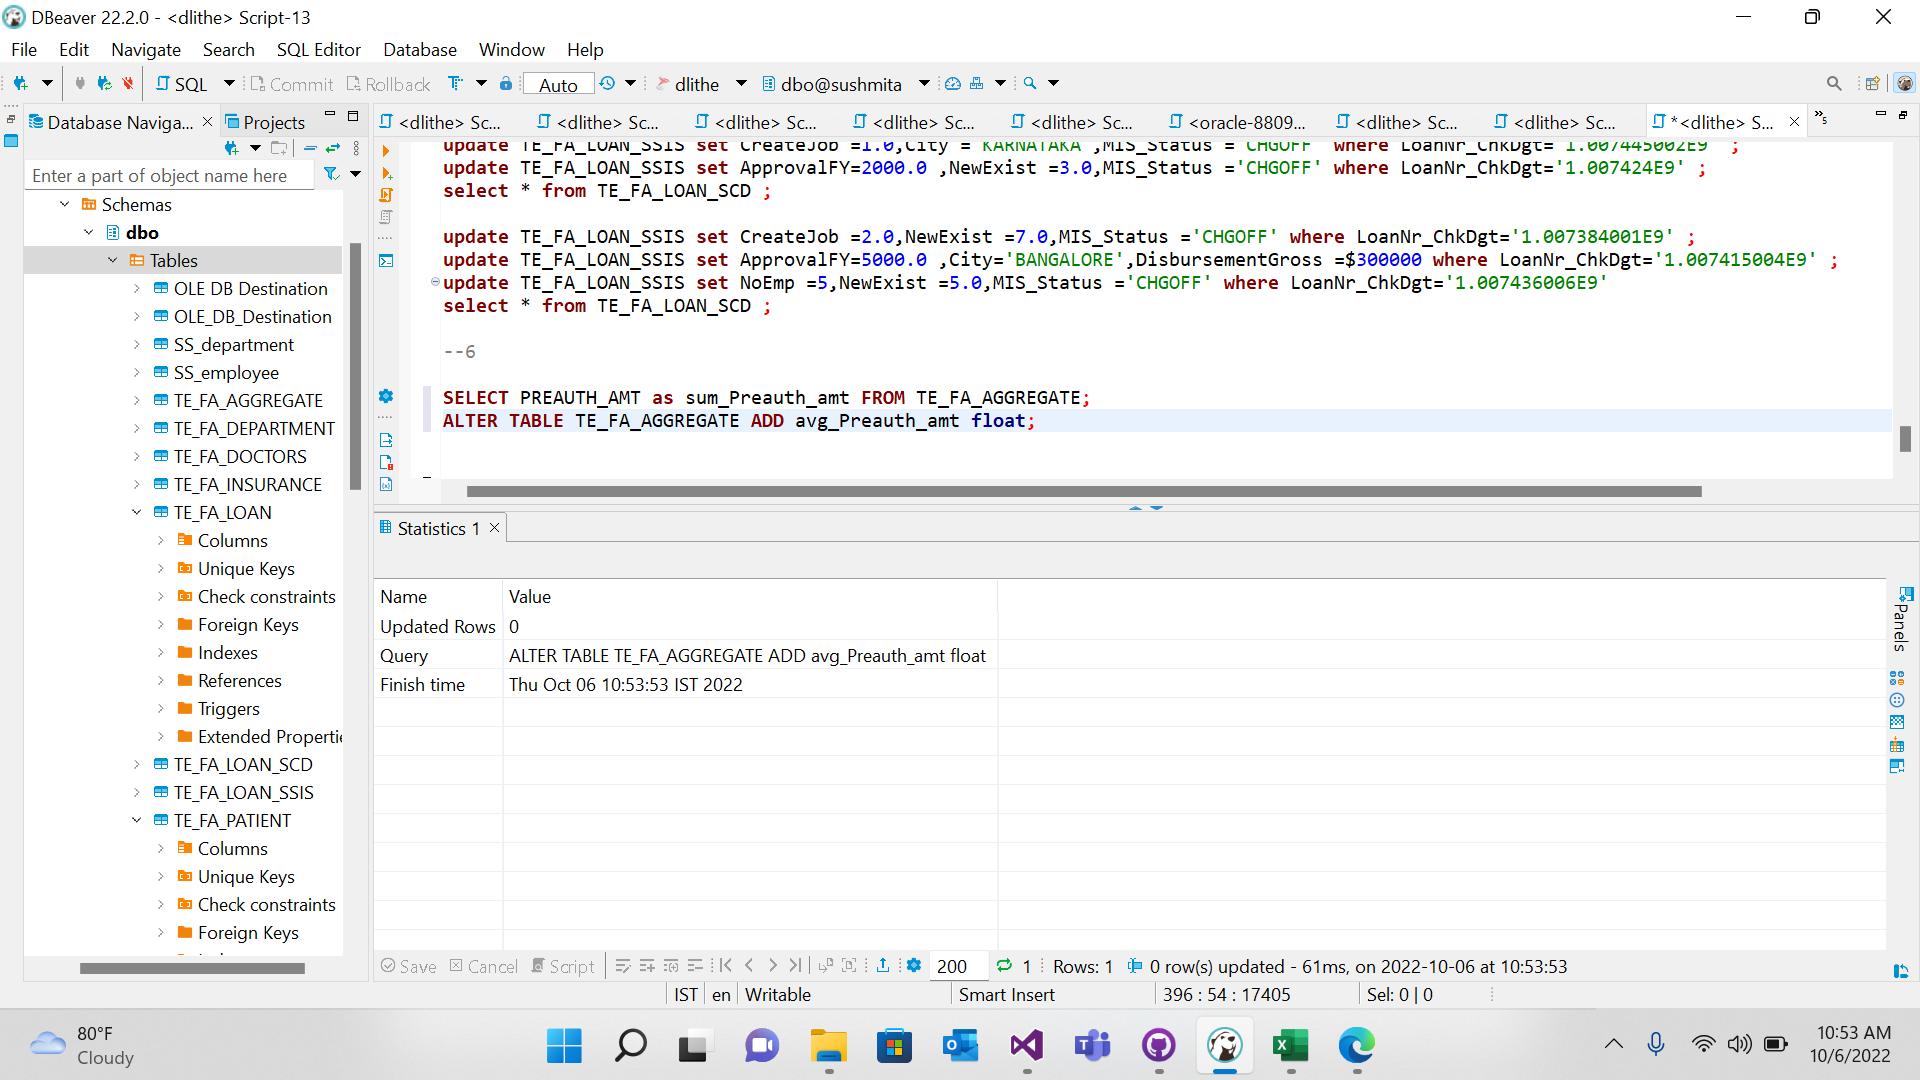 DBeaver 22.2.0 - <dlithe> Script-13
File Edit Navigate Search SQL Editor Database Window Help
SQL Commit Rollback Auto dlithe dbo@sushmita
Database Naviga... Projects
<dlithe> Sc... <dlithe> Sc... <dlithe> Sc... <dlithe> Sc... <dlithe> Sc... <oracle-8809... <dlithe> Sc... <dlithe> Sc... *<dlithe> S... »5
Enter a part of object name here
Schemas
dbo
Tables
OLE DB Destination
OLE_DB_Destination
SS_department
SS_employee
TE_FA_AGGREGATE
TE_FA_DEPARTMENT
TE_FA_DOCTORS
TE_FA_INSURANCE
TE_FA_LOAN
Columns
Unique Keys
Check constraints
Foreign Keys
Indexes
References
Triggers
Extended Properti
TE_FA_LOAN_SCD
TE_FA_LOAN_SSIS
TE_FA_PATIENT
Columns
Unique Keys
Check constraints
Foreign Keys
update TE_FA_LOAN_SSIS set CreateJob =1.0,City ='KARNATAKA',MIS_Status ='CHGOFF' where LoanNr_ChkDgt='1.007445002E9' ;
update TE_FA_LOAN_SSIS set ApprovalFY=2000.0 ,NewExist =3.0,MIS_Status ='CHGOFF' where LoanNr_ChkDgt='1.007424E9' ;
select * from TE_FA_LOAN_SCD ;
update TE_FA_LOAN_SSIS set CreateJob =2.0,NewExist =7.0,MIS_Status ='CHGOFF' where LoanNr_ChkDgt='1.007384001E9' ;
update TE_FA_LOAN_SSIS set ApprovalFY=5000.0 ,City='BANGALORE',DisbursementGross =$300000 where LoanNr_ChkDgt='1.007415004E9' ;
update TE_FA_LOAN_SSIS set NoEmp =5,NewExist =5.0,MIS_Status ='CHGOFF' where LoanNr_ChkDgt='1.007436006E9'
select * from TE_FA_LOAN_SCD ;
--6
SELECT PREAUTH_AMT as sum_Preauth_amt FROM TE_FA_AGGREGATE;
ALTER TABLE TE_FA_AGGREGATE ADD avg_Preauth_amt float;
Statistics 1
Name Value
Updated Rows 0
Query ALTER TABLE TE_FA_AGGREGATE ADD avg_Preauth_amt float
Finish time Thu Oct 06 10:53:53 IST 2022
Panels
Save Cancel Script 200 1 Rows: 1 0 row(s) updated - 61ms, on 2022-10-06 at 10:53:53
IST en Writable Smart Insert 396 : 54 : 17405 Sel: 0 | 0
80°F
Cloudy
10:53 AM
10/6/2022